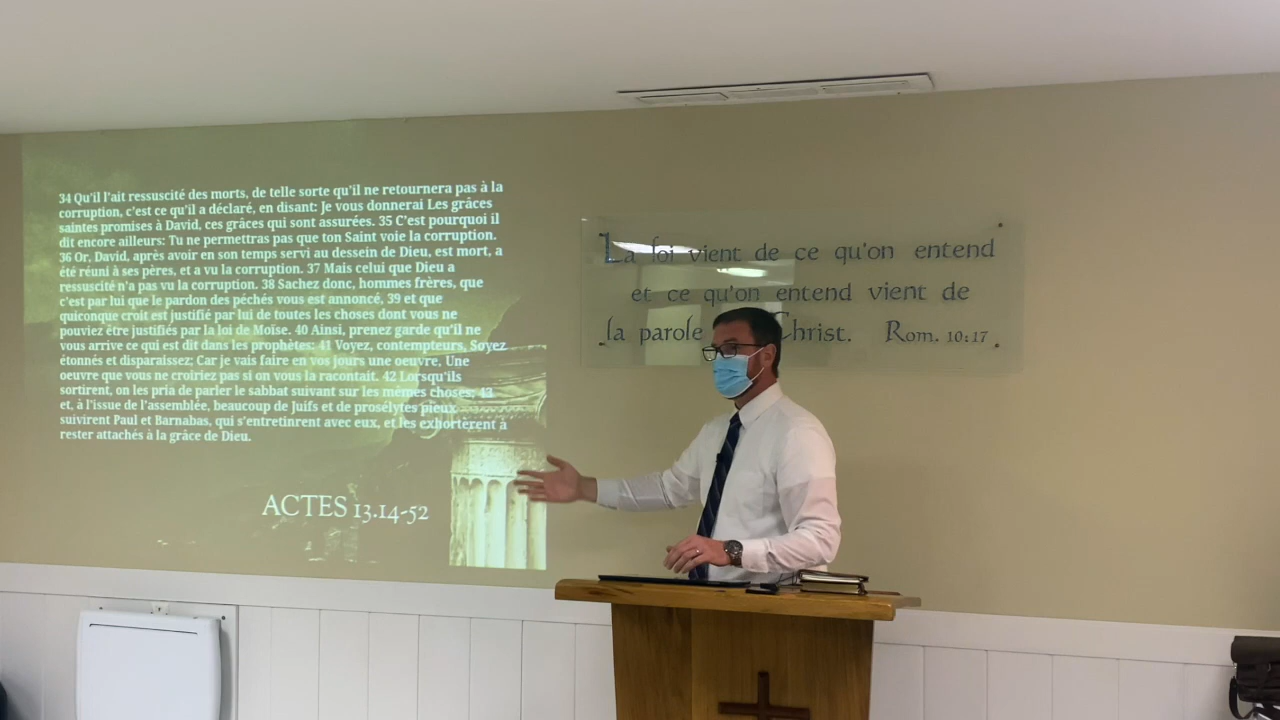 34 Qu'il l'ait ressuscité des morts, de telle sorte qu'il ne retournera pas à la
corruption, c'est ce qu'il a déclaré, en disant: Je vous donnerai Les grâces
saintes promises à David, ces grâces qui sont assurées. 35 C'est pourquoi il
dit encore ailleurs: Tu ne permettras pas que ton Saint voie la corruption.
36 Or, David, après avoir en son temps servi au dessein de Dieu, est mort, a
été réuni à ses pères, et a vu la corruption. 37 Mais celui que Dieu a
ressuscité n'a pas vu la corruption. 38 Sachez donc, hommes frères, que
c'est par lui que le pardon des péchés vous est annoncé, 39 et que
quiconque croit est justifié par lui de toutes les choses dont vous ne
pouviez être justifiés par la loi de Moïse. 40 Ainsi, prenez garde qu'il ne
vous arrive ce qui est dit dans les prophètes: 41 Voyez, contempteurs, Soyez
étonnés et disparaissez; Car je vais faire en vos jours une oeuvre, Une
oeuvre que vous ne croiriez pas si on vous la racontait. 42 Lorsqu'ils
sortirent, on les pria de parler le sabbat suivant sur les mêmes choses; 43
et, à l'issue de l'assemblée, beaucoup de Juifs et de prosélytes pieux
suivirent Paul et Barnabas, qui s'entretinrent avec eux, et les exhortèrent à
rester attachés à la grâce de Dieu.
ACTES 13.14-52
La foi vient de ce qu'on entend
et ce qu'on entend vient de
la parole Christ. Rom. 10:17